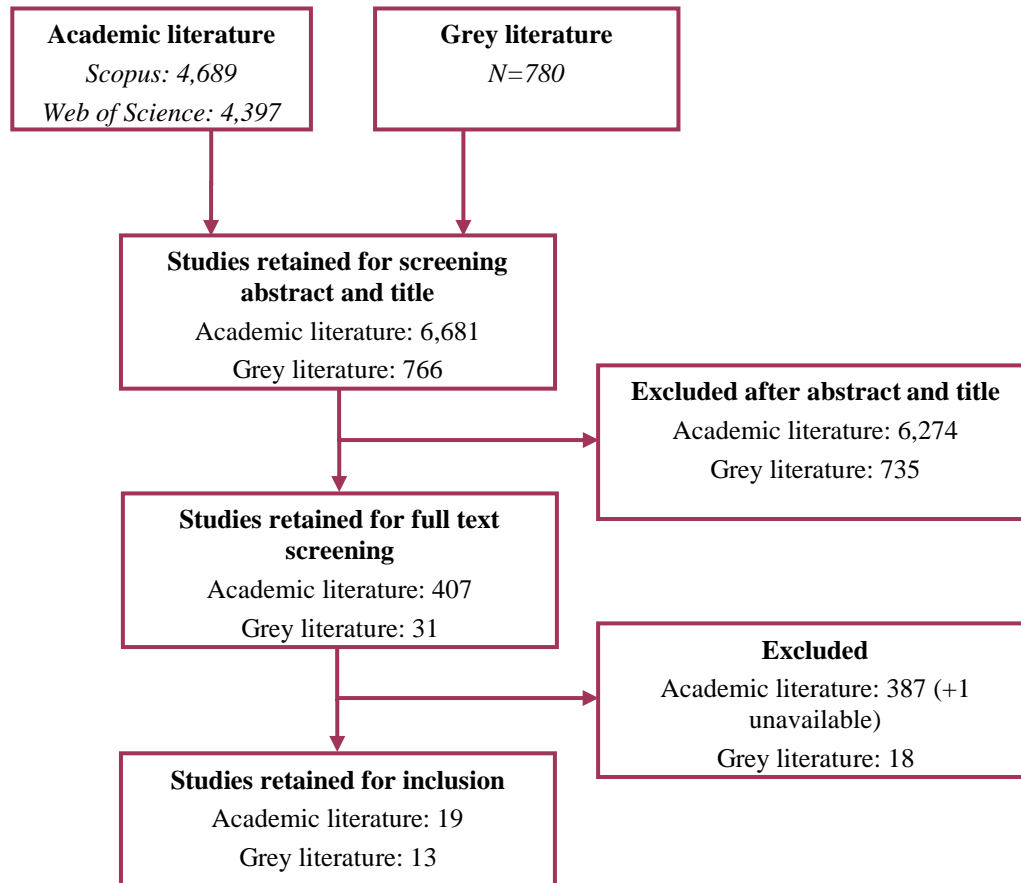 Academic literature
Scopus: 4,689
Web of Science: 4,397
Grey literature
N=780
Studies retained for screening
abstract and title
Academic literature: 6,681
Grey literature: 766
Excluded after abstract and title
Academic literature: 6,274
Grey literature: 735
Studies retained for full text
screening
Academic literature: 407
Grey literature: 31
Excluded
Academic literature: 387 (+1
unavailable)
Grey literature: 18
Studies retained for inclusion
Academic literature: 19
Grey literature: 13